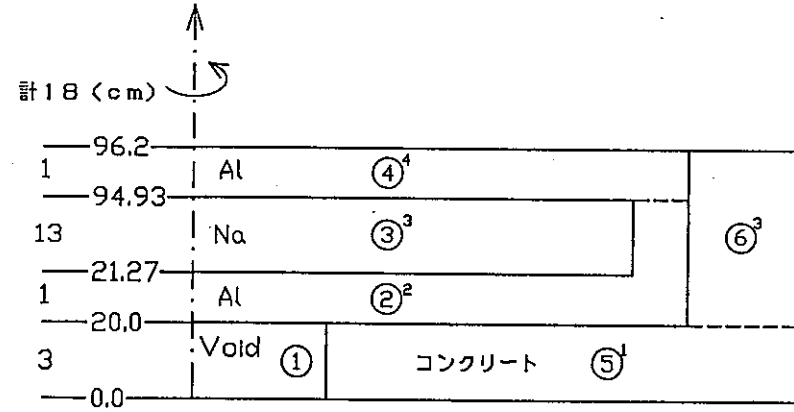 計18 (cm)
96.2
1 Al ④⁴
94.93
13 Na ③³ ⑥³
21.27
1 Al ②²
20.0
3 Void ① コンクリート ⑤¹
0.0